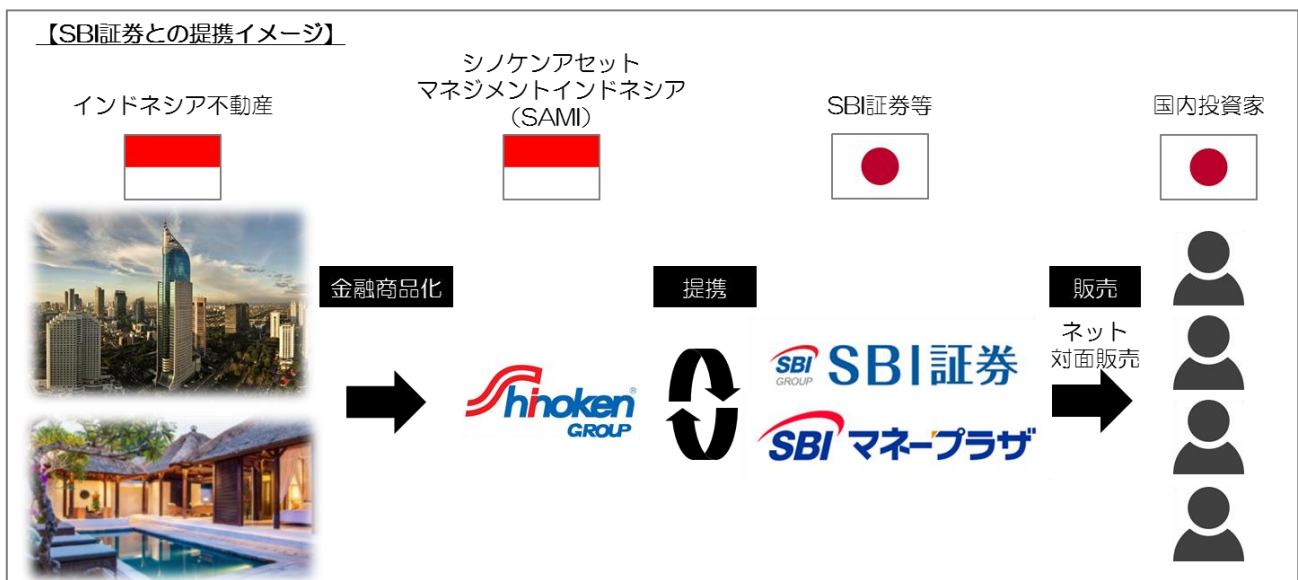 【SBI証券との提携イメージ】
インドネシア不動産
シノケンアセット
マネジメントインドネシア
（SAMI）
SBI証券等
国内投資家
金融商品化
提携
販売
ネット
対面販売
Shinoken®
GROUP
SBI
GROUP
SBI証券
SBIマネープラザ